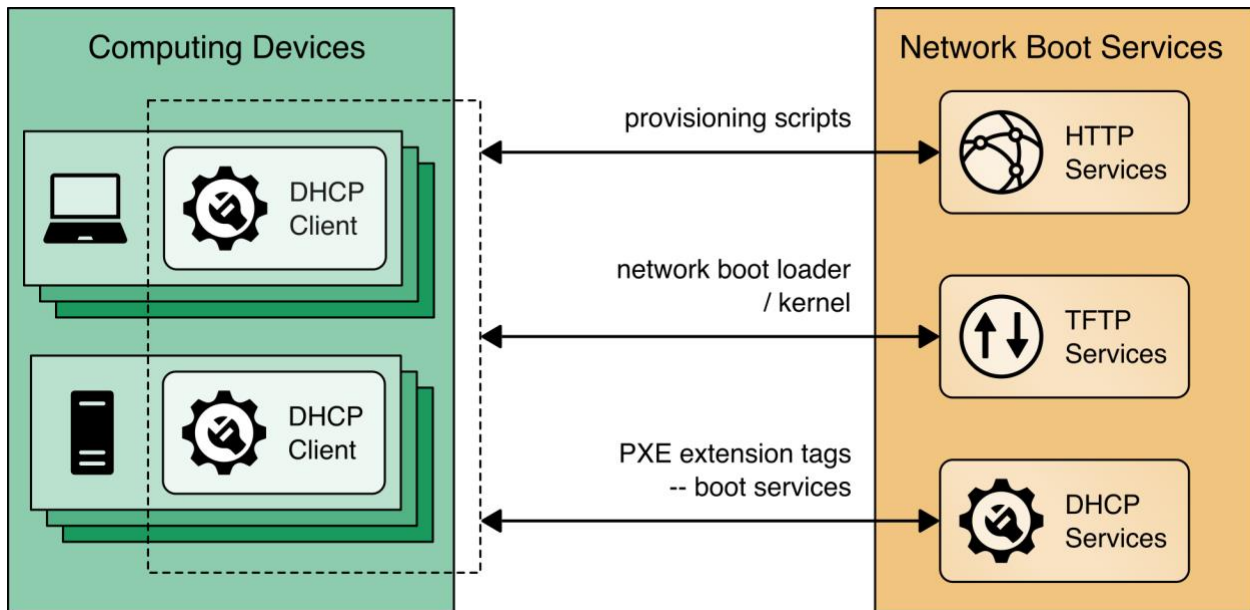 Computing Devices
DHCP
Client
DHCP
Client
provisioning scripts
network boot loader
/ kernel
PXE extension tags
-- boot services
Network Boot Services
HTTP
Services
TFTP
Services
DHCP
Services